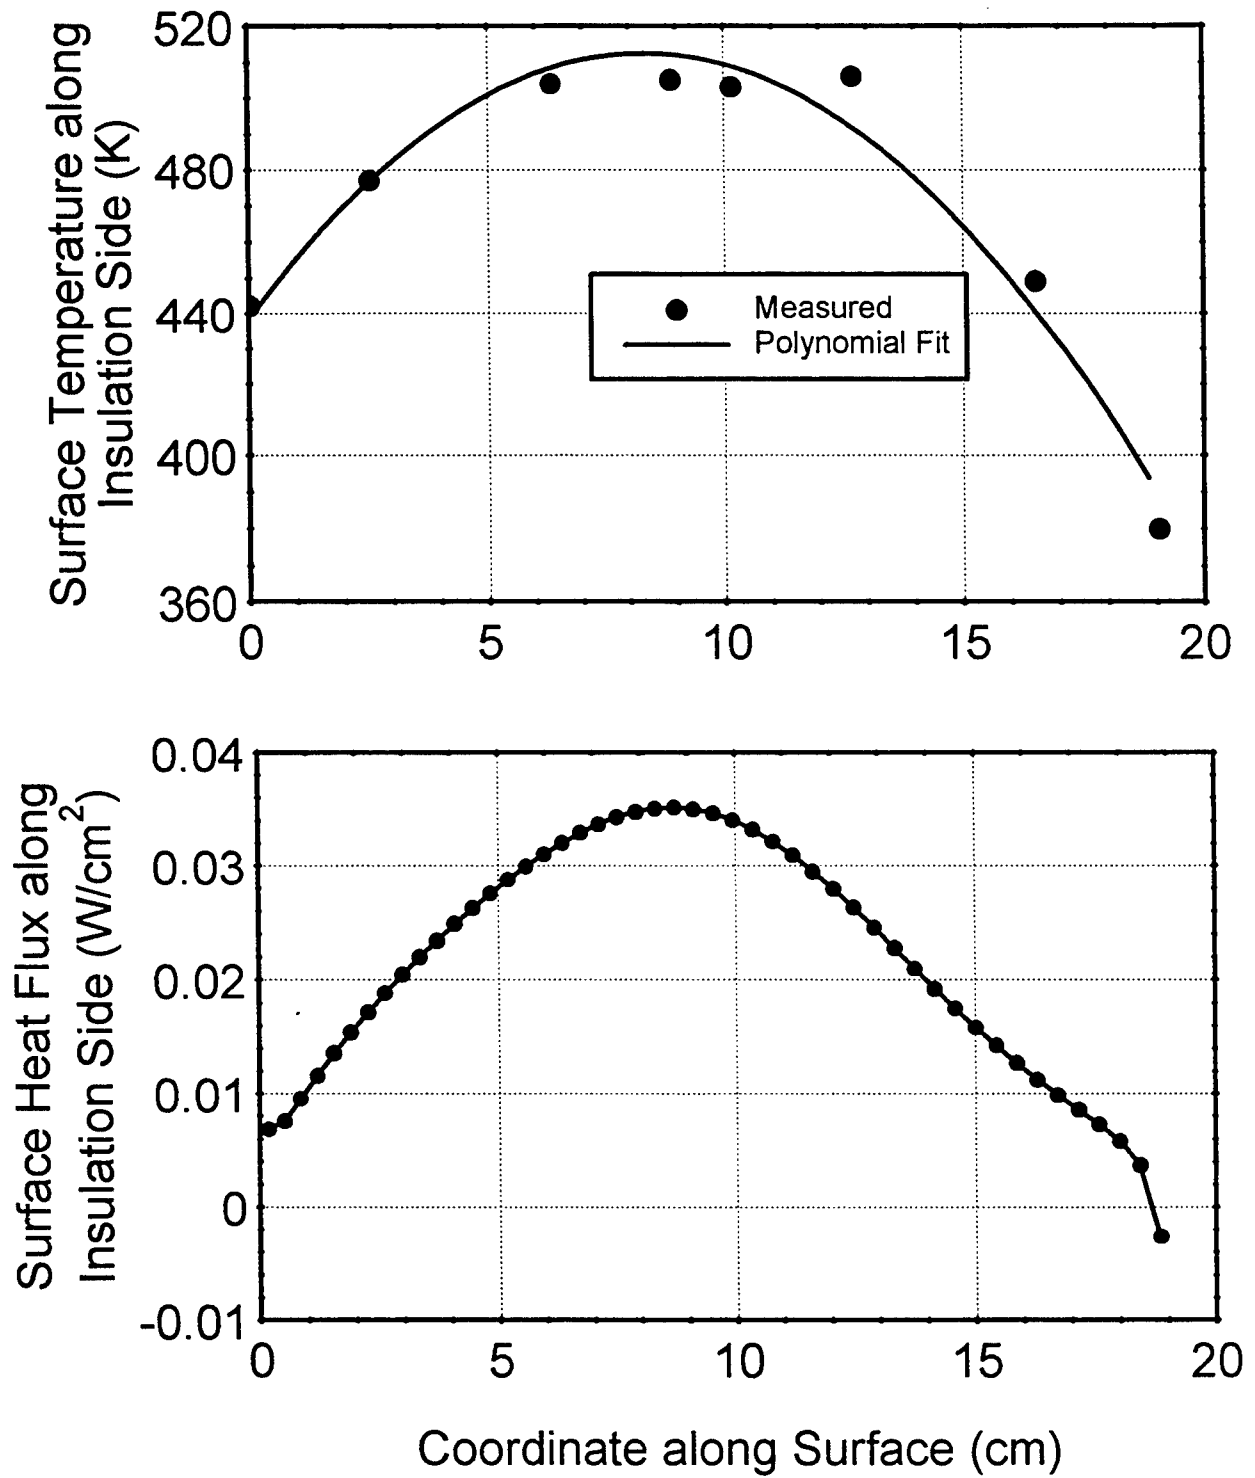 Surface Temperature along
Insulation Side (K)
520
480
440
400
360
0 5 10 15 20
Measured
Polynomial Fit
Surface Heat Flux along
Insulation Side (W/cm²)
0.04
0.03
0.02
0.01
0
-0.01
0 5 10 15 20
Coordinate along Surface (cm)